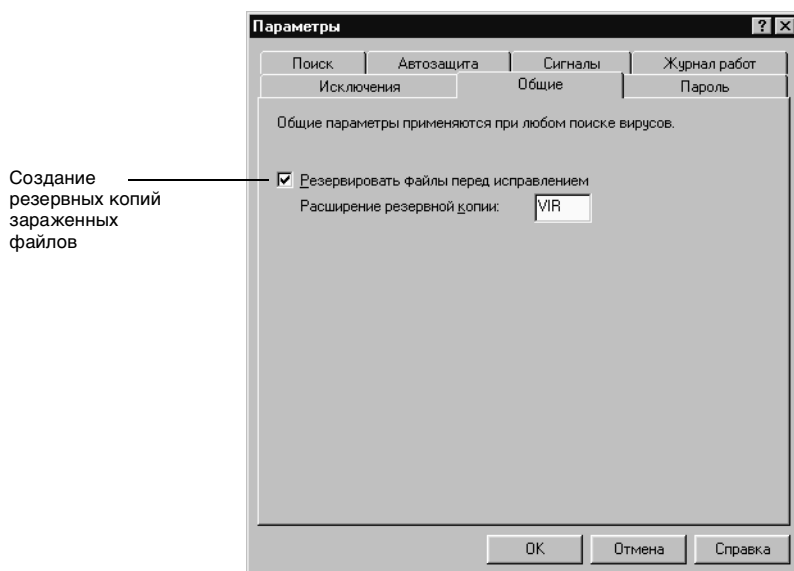 Параметры
Поиск
Автозащита
Сигналы
Журнал работ
Исключения
Общие
Пароль
Общие параметры применяются при любом поиске вирусов.
Создание
резервных копий
зараженных
файлов
Резервировать файлы перед исправлением
Расширение резервной копии:
VIR
OK
Отмена
Справка